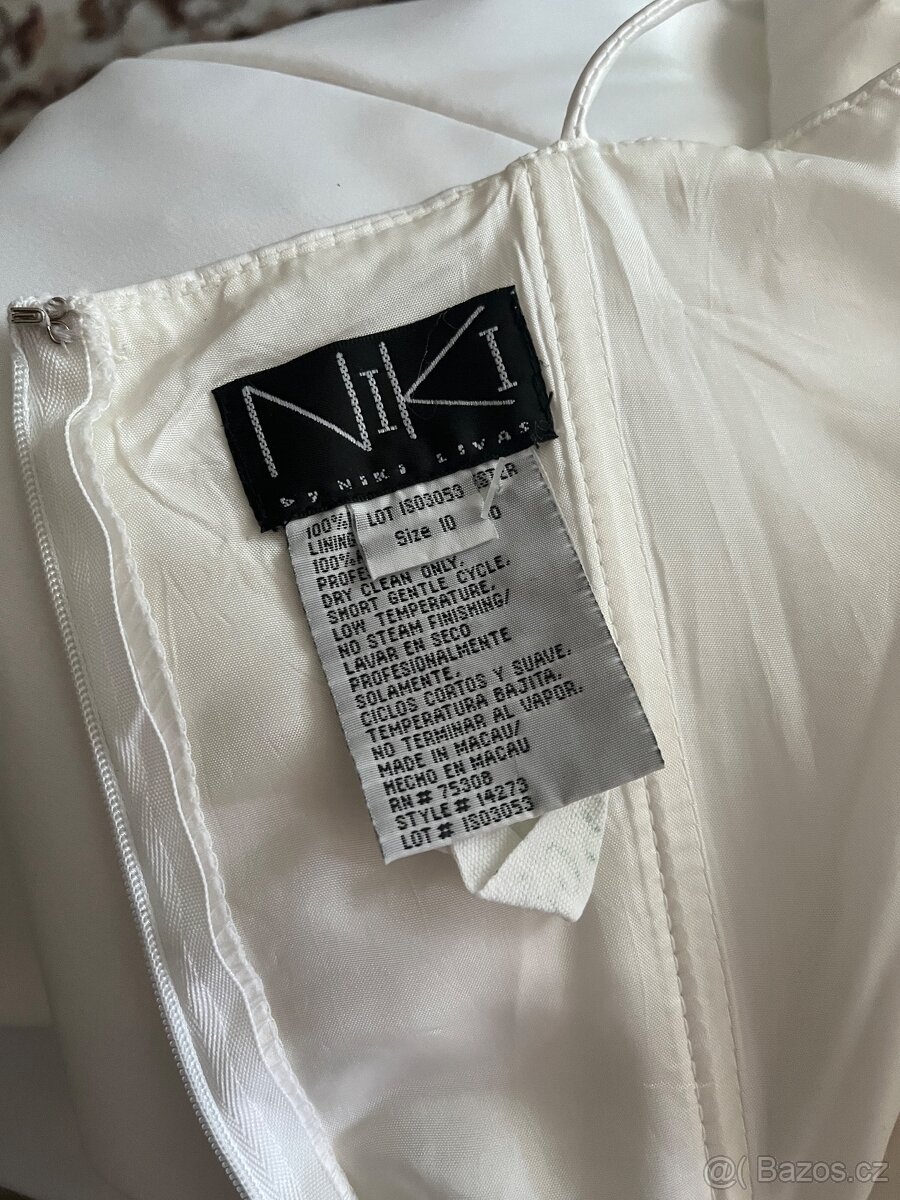 NIKI
BY NIKI LIVAS
LOT ISO3053
Size 10
100%
LINING
100%
PROFE
DRY CLEAN ONLY.
SHORT GENTLE CYCLE.
LOW TEMPERATURE.
NO STEAM FINISHING/
LAVAR EN SECO
PROFESIONALMENTE
SOLAMENTE.
CICLOS CORTOS Y SUAVE.
TEMPERATURA BAJITA.
NO TERMINAR AL VAPOR.
MADE IN MACAU/
HECHO EN MACAU
RN# 75308
STYLE# 14273
LOT # ISO3053
@( Bazos.cz